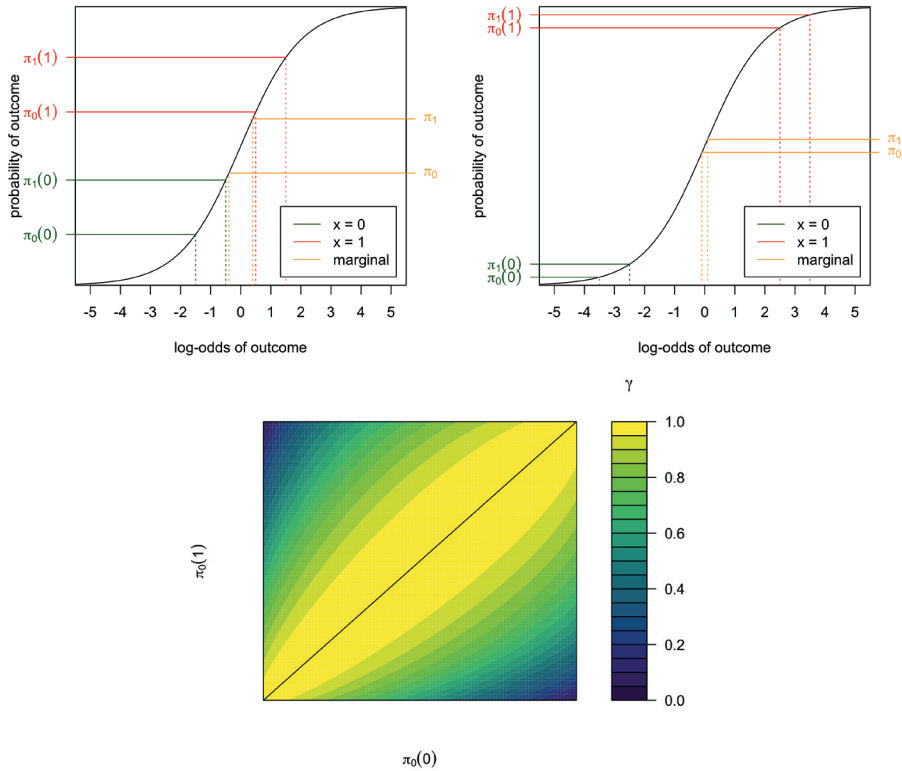 probability of outcome
π₁(1)
π₀(1)
π₁(0)
π₀(0)
π₁
π₀
x = 0
x = 1
marginal
-5 -4 -3 -2 -1 0 1 2 3 4 5
log-odds of outcome
probability of outcome
π₁(1)
π₀(1)
π₁(0)
π₀(0)
π₁
π₀
x = 0
x = 1
marginal
-5 -4 -3 -2 -1 0 1 2 3 4 5
log-odds of outcome
γ
π₀(1)
1.0
0.8
0.6
0.4
0.2
0.0
π₀(0)